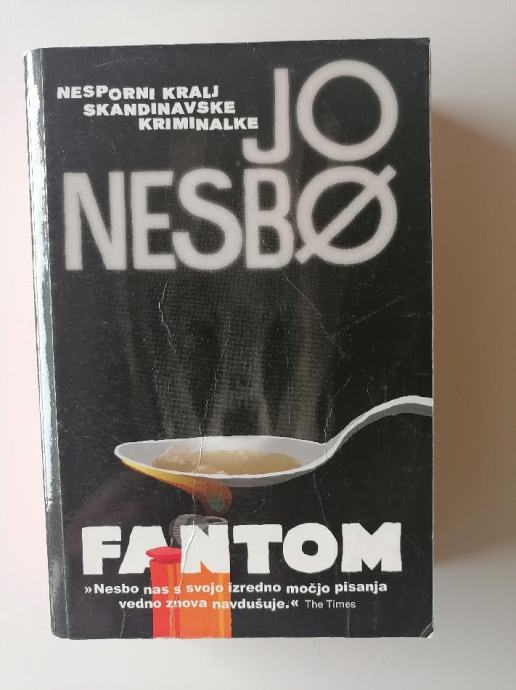 NESPORNI KRALJ
SKANDINAVSKE
KRIMINALKE
JO
NESBØ
FANTOM
»Nesbo nas s svojo izredno močjo pisanja
vedno znova navdušuje.« The Times